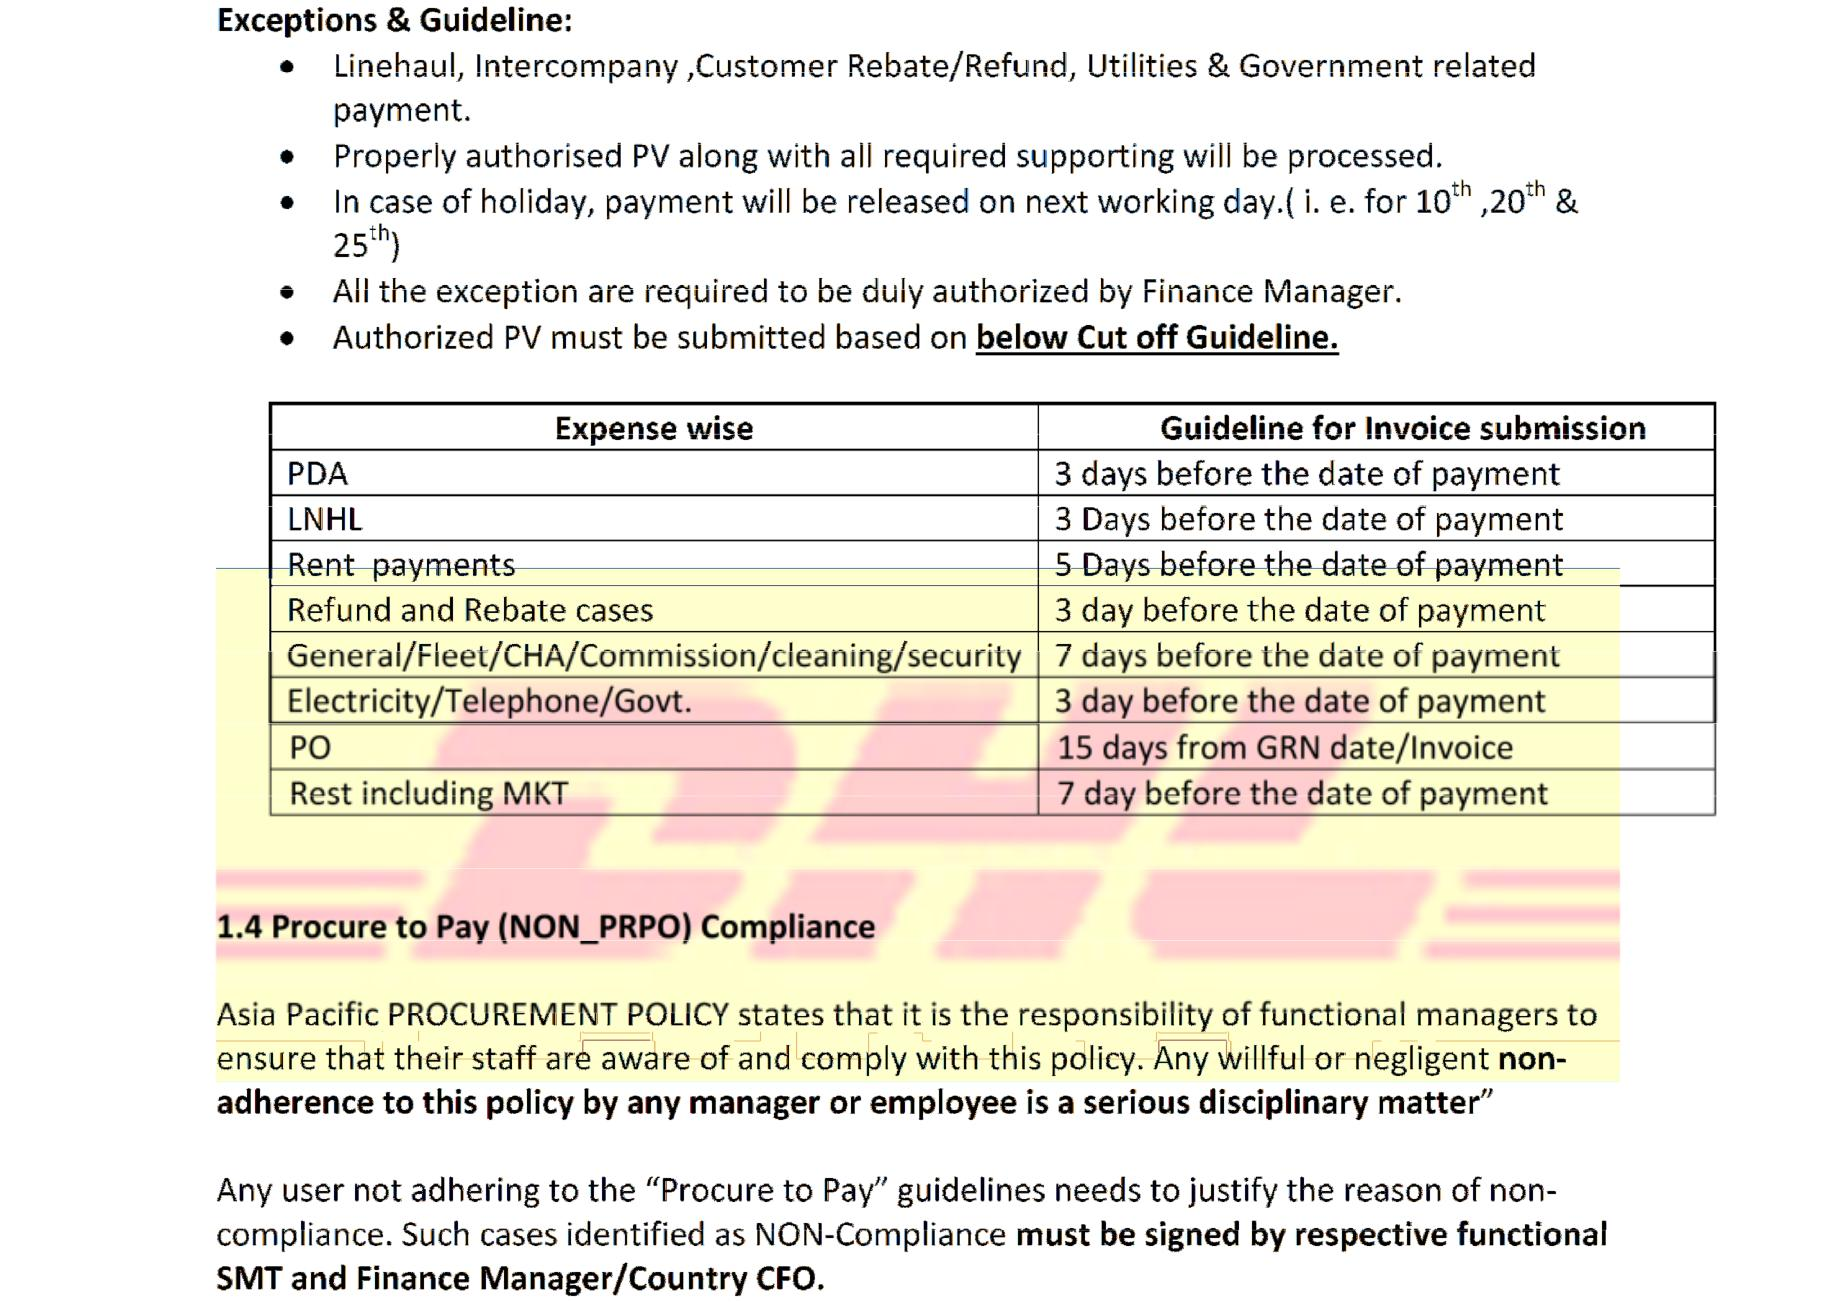 Exceptions & Guideline:
• Linehaul, Intercompany ,Customer Rebate/Refund, Utilities & Government related
payment.
• Properly authorised PV along with all required supporting will be processed.
• In case of holiday, payment will be released on next working day.( i. e. for 10th ,20th &
25th)
• All the exception are required to be duly authorized by Finance Manager.
• Authorized PV must be submitted based on below Cut off Guideline.
Expense wise Guideline for Invoice submission
PDA 3 days before the date of payment
LNHL 3 Days before the date of payment
Rent payments 5 Days before the date of payment
Refund and Rebate cases 3 day before the date of payment
General/Fleet/CHA/Commission/cleaning/security 7 days before the date of payment
Electricity/Telephone/Govt. 3 day before the date of payment
PO 15 days from GRN date/Invoice
Rest including MKT 7 day before the date of payment
DHL
1.4 Procure to Pay (NON_PRPO) Compliance
Asia Pacific PROCUREMENT POLICY states that it is the responsibility of functional managers to
ensure that their staff are aware of and comply with this policy. Any willful or negligent non-
adherence to this policy by any manager or employee is a serious disciplinary matter”
Any user not adhering to the “Procure to Pay” guidelines needs to justify the reason of non-
compliance. Such cases identified as NON-Compliance must be signed by respective functional
SMT and Finance Manager/Country CFO.